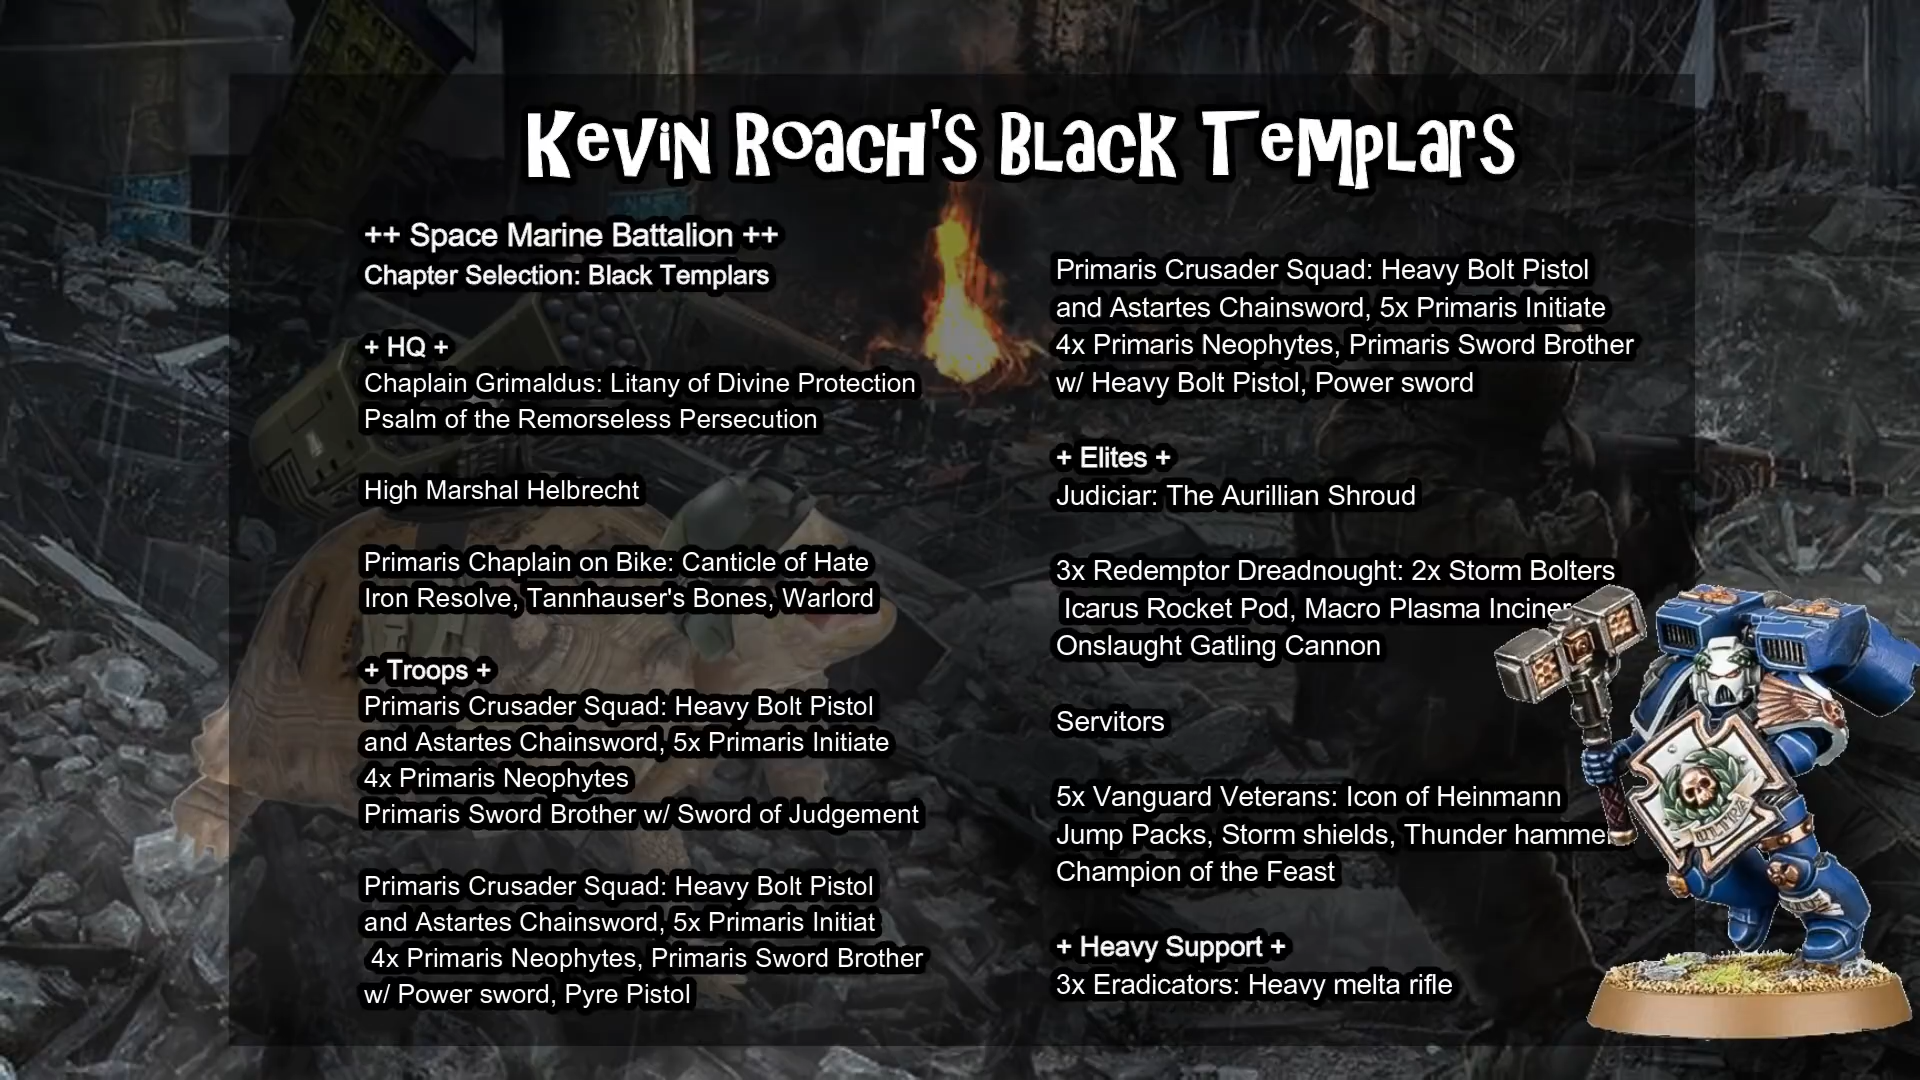 Kevin Roach's Black Templars
++ Space Marine Battalion ++
Chapter Selection: Black Templars
+ HQ +
Chaplain Grimaldus: Litany of Divine Protection
Psalm of the Remorseless Persecution
High Marshal Helbrecht
Primaris Chaplain on Bike: Canticle of Hate
Iron Resolve, Tannhauser's Bones, Warlord
+ Troops +
Primaris Crusader Squad: Heavy Bolt Pistol
and Astartes Chainsword, 5x Primaris Initiate
4x Primaris Neophytes
Primaris Sword Brother w/ Sword of Judgement
Primaris Crusader Squad: Heavy Bolt Pistol
and Astartes Chainsword, 5x Primaris Initiat
4x Primaris Neophytes, Primaris Sword Brother
w/ Power sword, Pyre Pistol
Primaris Crusader Squad: Heavy Bolt Pistol
and Astartes Chainsword, 5x Primaris Initiate
4x Primaris Neophytes, Primaris Sword Brother
w/ Heavy Bolt Pistol, Power sword
+ Elites +
Judiciar: The Aurillian Shroud
3x Redemptor Dreadnought: 2x Storm Bolters
Icarus Rocket Pod, Macro Plasma Inciner
Onslaught Gatling Cannon
Servitors
5x Vanguard Veterans: Icon of Heinmann
Jump Packs, Storm shields, Thunder hammer
Champion of the Feast
+ Heavy Support +
3x Eradicators: Heavy melta rifle